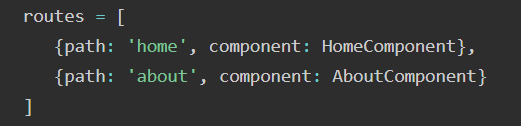 routes = [
{path: 'home', component: HomeComponent},
{path: 'about', component: AboutComponent}
]